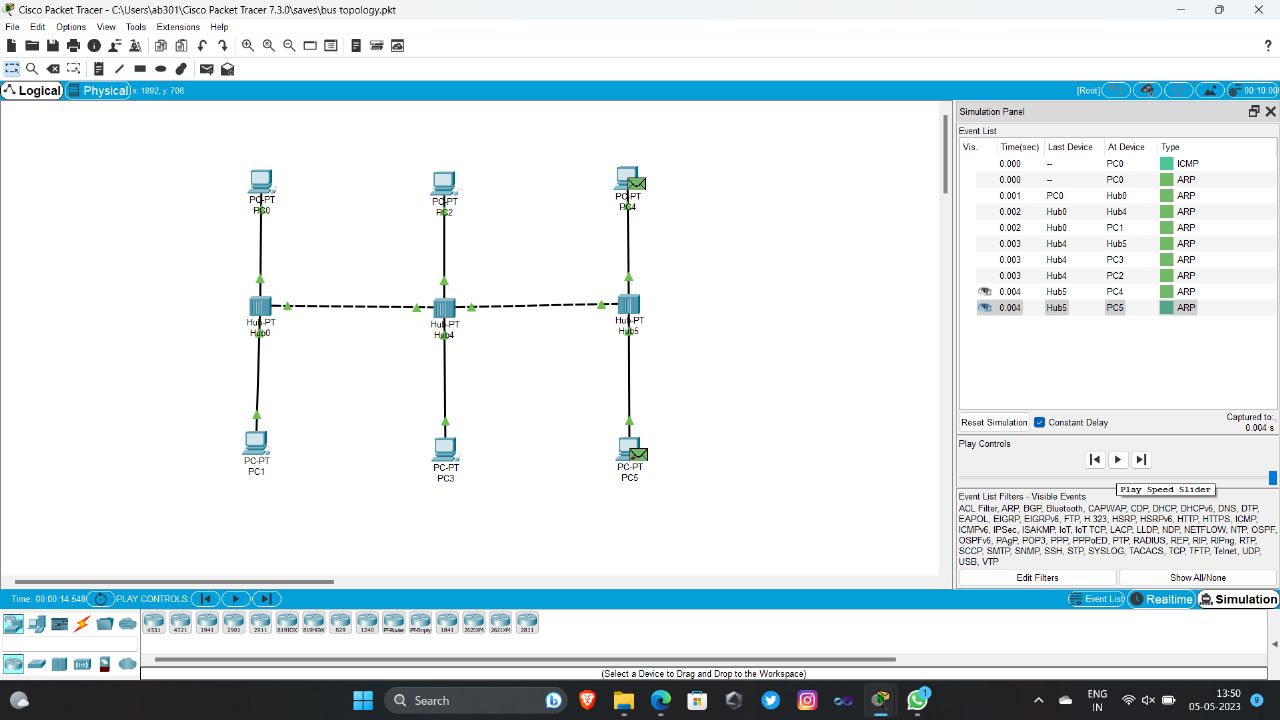 Cisco Packet Tracer - C:\Users\ab301\Cisco Packet Tracer 7.3.0\saves\bus topology.pkt
File Edit Options View Tools Extensions Help
?
Logical Physical x: 1892, y: 706 [Root] 00:10:00
Simulation Panel
Event List
Vis. Time(sec) Last Device At Device Type
0.000 -- PC0 ICMP
0.000 -- PC0 ARP
0.001 PC0 Hub0 ARP
0.002 Hub0 Hub4 ARP
0.002 Hub0 PC1 ARP
0.003 Hub4 Hub5 ARP
0.003 Hub4 PC3 ARP
0.003 Hub4 PC2 ARP
0.004 Hub5 PC4 ARP
0.004 Hub5 PC5 ARP
PC-PT
PC0
PC-PT
PC2
PC-PT
PC4
Hub-PT
Hub0
Hub-PT
Hub4
Hub-PT
Hub5
PC-PT
PC1
PC-PT
PC3
PC-PT
PC5
Reset Simulation Constant Delay Captured to:
0.004 s
Play Controls
Play Speed Slider
Event List Filters - Visible Events
ACL Filter, ARP, BGP, Bluetooth, CAPWAP, CDP, DHCP, DHCPv6, DNS, DTP,
EAPOL, EIGRP, EIGRPv6, FTP, H.323, HSRP, HSRPv6, HTTP, HTTPS, ICMP,
ICMPv6, IPSec, ISAKMP, IoT, IoT TCP, LACP, LLDP, NDP, NETFLOW, NTP, OSPF,
OSPFv6, PAgP, POP3, PPP, PPPoED, PTP, RADIUS, REP, RIP, RIPng, RTP,
SCCP, SMTP, SNMP, SSH, STP, SYSLOG, TACACS, TCP, TFTP, Telnet, UDP,
USB, VTP
Edit Filters Show All/None
Time: 00:00:14.548 PLAY CONTROLS: Event List Realtime Simulation
4331 4321 1941 2901 2911 819IOX 819HGW 829 1240 PT-Router PT-Empty 1841 2620XM 2621XM 2811
(Select a Device to Drag and Drop to the Workspace)
Search
1
ENG
IN
13:50
05-05-2023
9